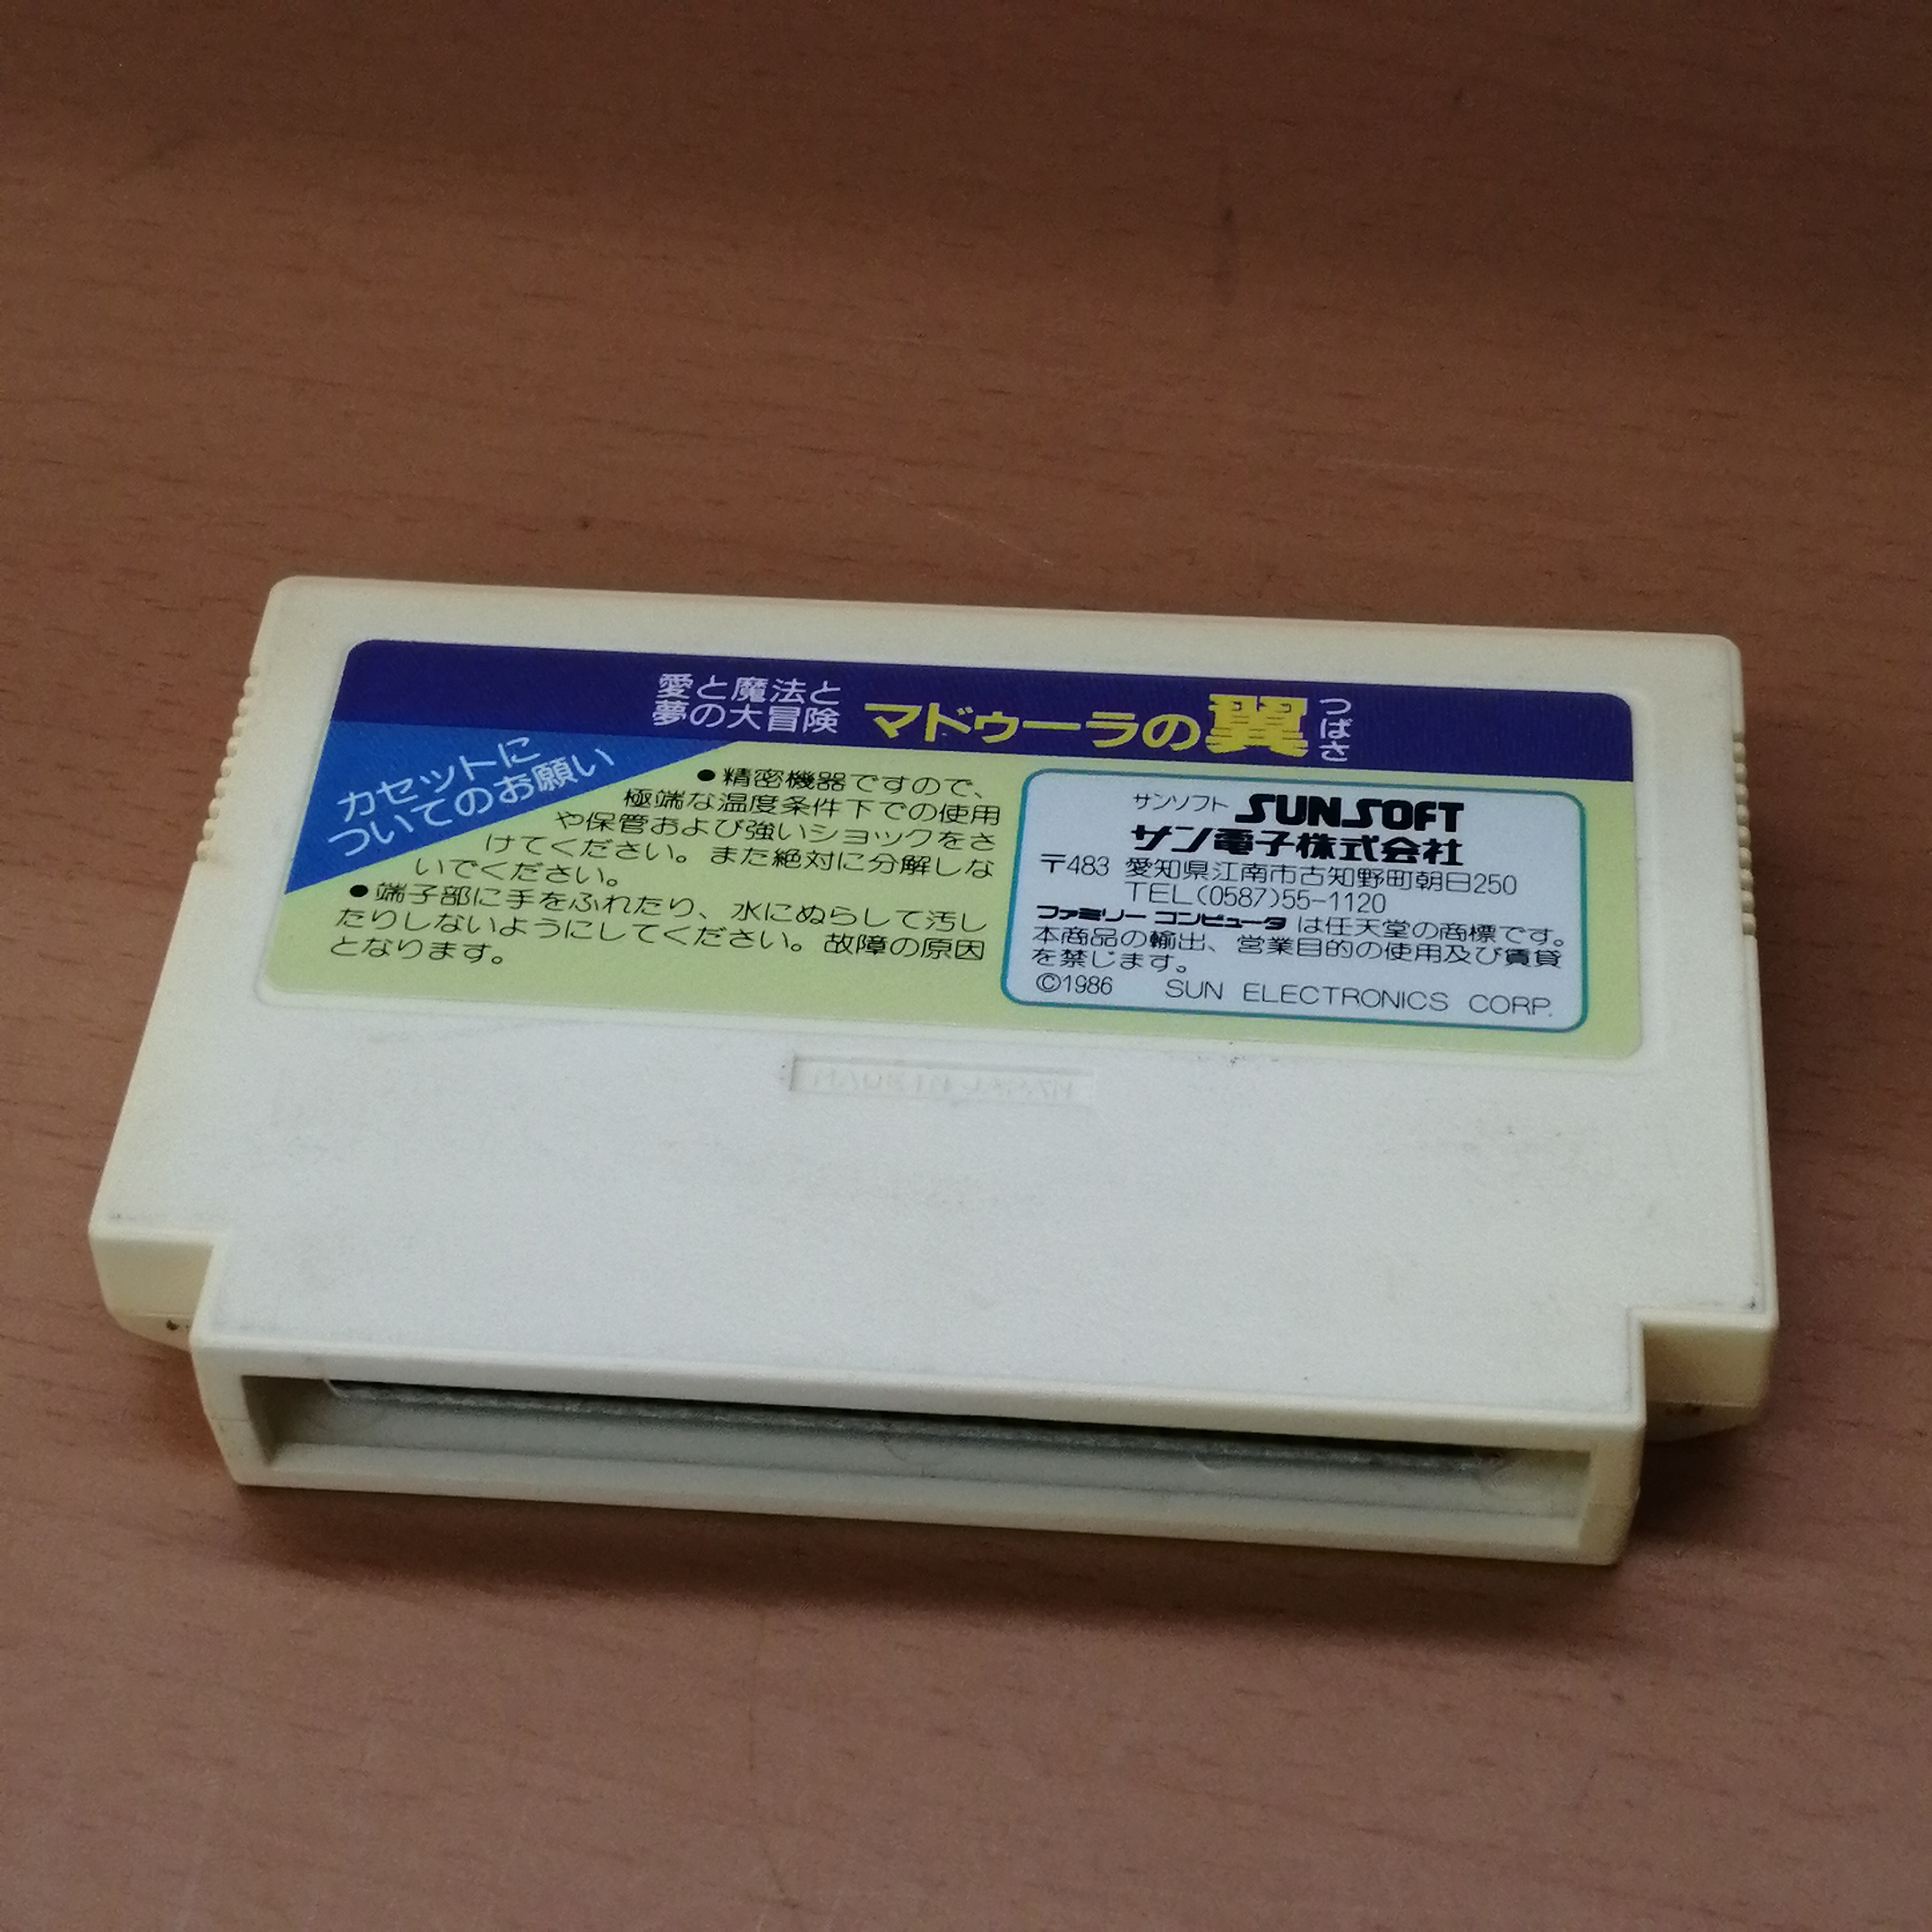 愛と魔法と
夢の大冒険
マドゥーラの翼
つばさ
カセットに
ついてのお願い
●精密機器ですので、
極端な温度条件下での使用
や保管および強いショックをさ
けてください。また絶対に分解しな
いでください。
●端子部に手をふれたり、水にぬらして汚し
たりしないようにしてください。故障の原因
となります。
サンソフト SUNSOFT
サン電子株式会社
〒483 愛知県江南市古知野町朝日250
TEL(0587)55-1120
ファミリー コンピュータ は任天堂の商標です。
本商品の輸出、営業目的の使用及び賃貸
を禁じます。
©1986 SUN ELECTRONICS CORP.